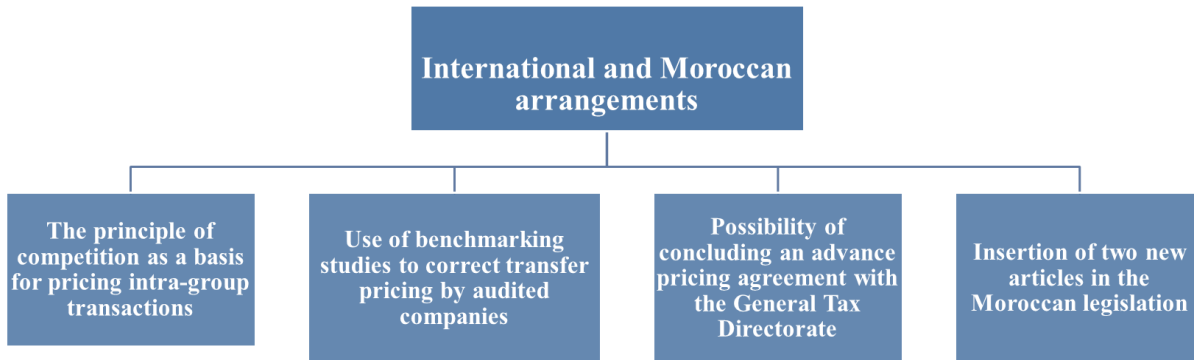 International and Moroccan
arrangements
The principle of
competition as a basis
for pricing intra-group
transactions
Use of benchmarking
studies to correct transfer
pricing by audited
companies
Possibility of
concluding an advance
pricing agreement with
the General Tax
Directorate
Insertion of two new
articles in the
Moroccan legislation